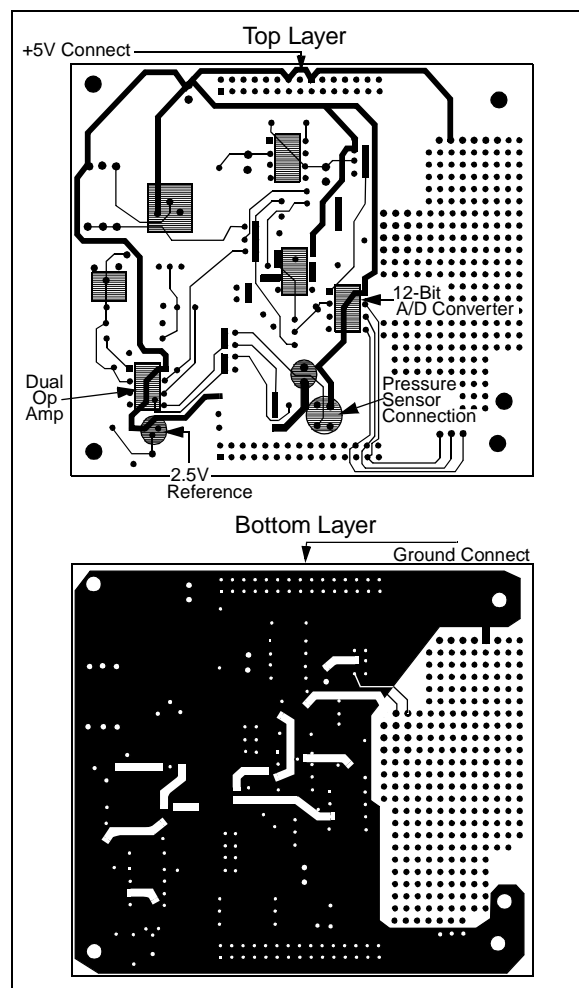 Top Layer
+5V Connect
12-Bit
A/D Converter
Dual
Op
Amp
Pressure
Sensor
Connection
2.5V
Reference
Bottom Layer
Ground Connect